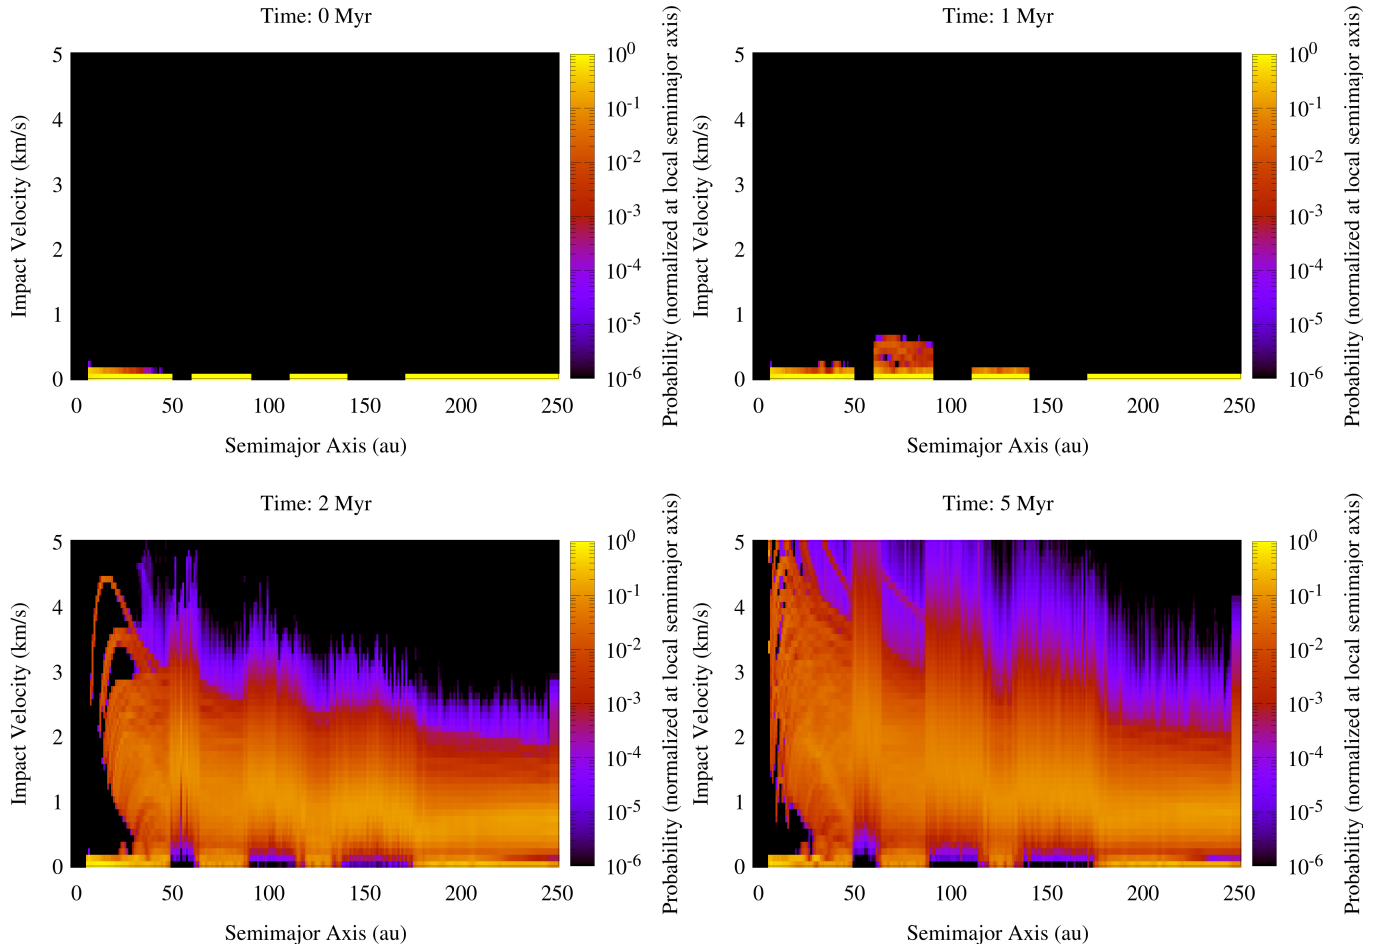 Time: 0 Myr
Impact Velocity (km/s)
5
4
3
2
1
0
0 50 100 150 200 250
Semimajor Axis (au)
10^0
10^-1
10^-2
10^-3
10^-4
10^-5
10^-6
Probability (normalized at local semimajor axis)
Time: 1 Myr
Impact Velocity (km/s)
5
4
3
2
1
0
0 50 100 150 200 250
Semimajor Axis (au)
10^0
10^-1
10^-2
10^-3
10^-4
10^-5
10^-6
Probability (normalized at local semimajor axis)
Time: 2 Myr
Impact Velocity (km/s)
5
4
3
2
1
0
0 50 100 150 200 250
Semimajor Axis (au)
10^0
10^-1
10^-2
10^-3
10^-4
10^-5
10^-6
Probability (normalized at local semimajor axis)
Time: 5 Myr
Impact Velocity (km/s)
5
4
3
2
1
0
0 50 100 150 200 250
Semimajor Axis (au)
10^0
10^-1
10^-2
10^-3
10^-4
10^-5
10^-6
Probability (normalized at local semimajor axis)